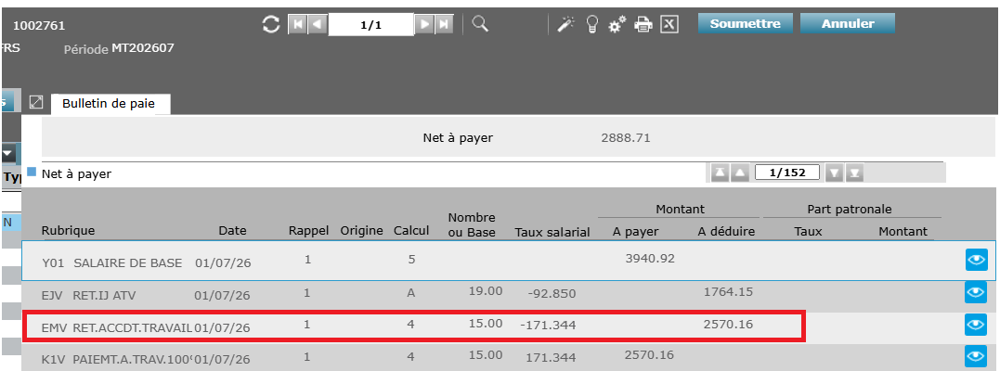 1002761
1/1
Soumettre
Annuler
FRS
Période MT202607
s
Bulletin de paie
Net à payer 2888.71
Typ
Net à payer
1/152
Montant
Part patronale
Rubrique Date Rappel Origine Calcul Nombre ou Base Taux salarial A payer A déduire Taux Montant
N
Y01 SALAIRE DE BASE 01/07/26 1 5 3940.92
EJV RET.IJ ATV 01/07/26 1 A 19.00 -92.850 1764.15
EMV RET.ACCDT.TRAVAIL 01/07/26 1 4 15.00 -171.344 2570.16
K1V PAIEMT.A.TRAV.100% 01/07/26 1 4 15.00 171.344 2570.16